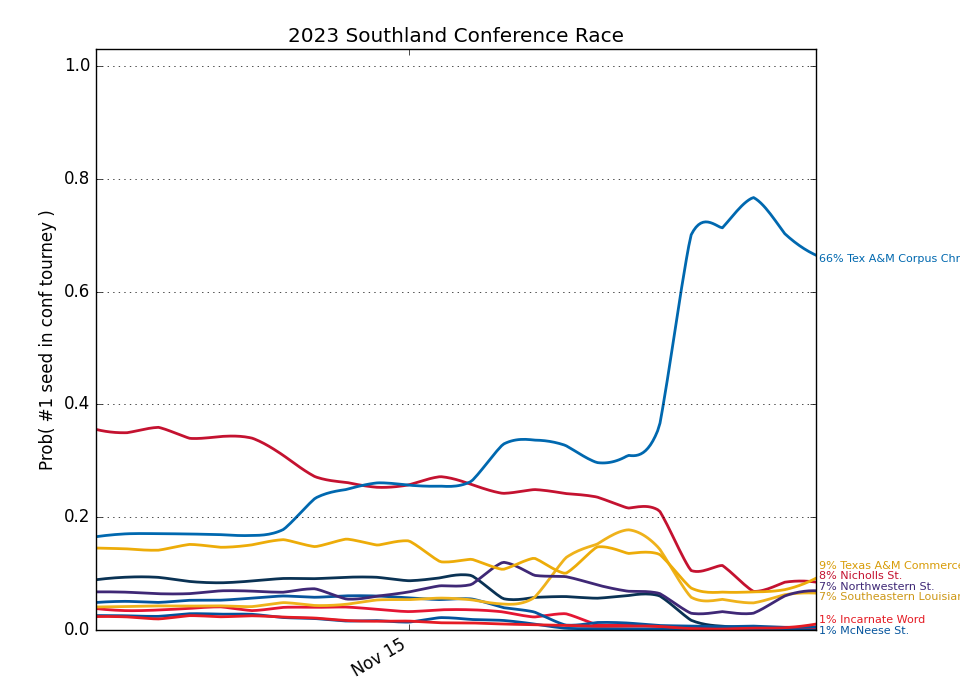 2023 Southland Conference Race
Prob( #1 seed in conf tourney )
1.0
0.8
0.6
0.4
0.2
0.0
Nov 15
66% Tex A&M Corpus Chr
9% Texas A&M Commerce
8% Nicholls St.
7% Northwestern St.
7% Southeastern Louisian
1% Incarnate Word
1% McNeese St.